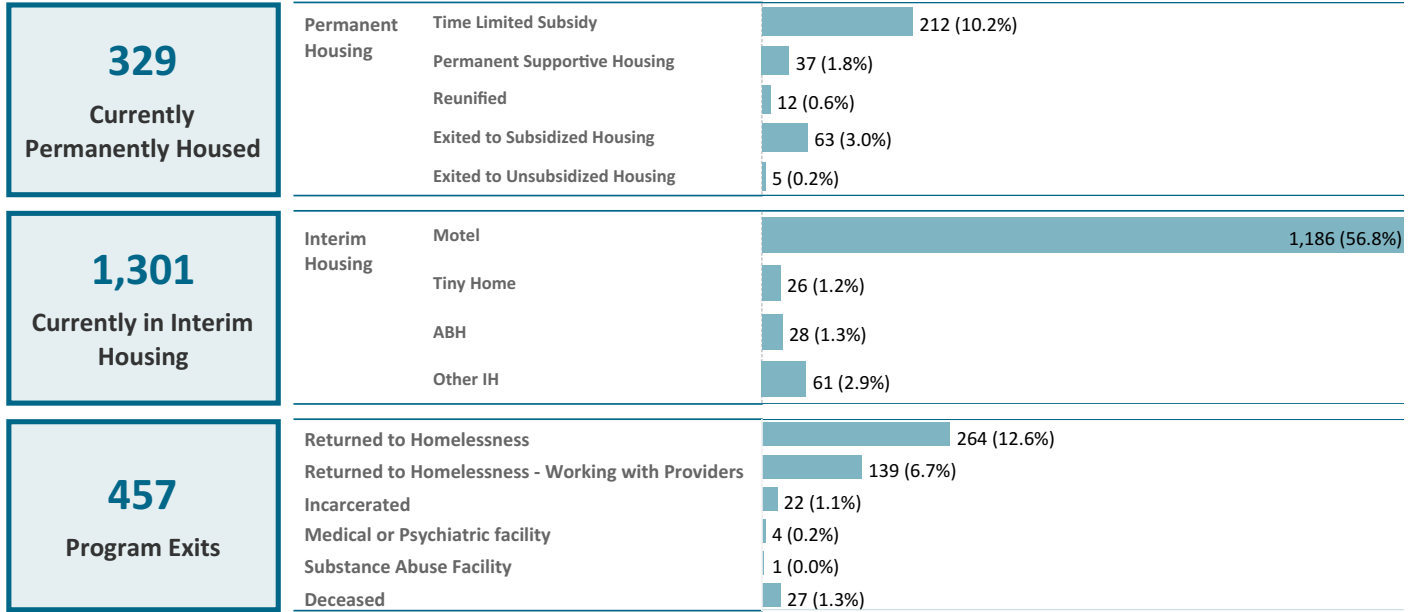 329
Currently
Permanently Housed
Permanent
Housing
Time Limited Subsidy
212 (10.2%)
Permanent Supportive Housing
37 (1.8%)
Reunified
12 (0.6%)
Exited to Subsidized Housing
63 (3.0%)
Exited to Unsubsidized Housing
5 (0.2%)
1,301
Currently in Interim
Housing
Interim
Housing
Motel
1,186 (56.8%)
Tiny Home
26 (1.2%)
ABH
28 (1.3%)
Other IH
61 (2.9%)
457
Program Exits
Returned to Homelessness
264 (12.6%)
Returned to Homelessness - Working with Providers
139 (6.7%)
Incarcerated
22 (1.1%)
Medical or Psychiatric facility
4 (0.2%)
Substance Abuse Facility
1 (0.0%)
Deceased
27 (1.3%)